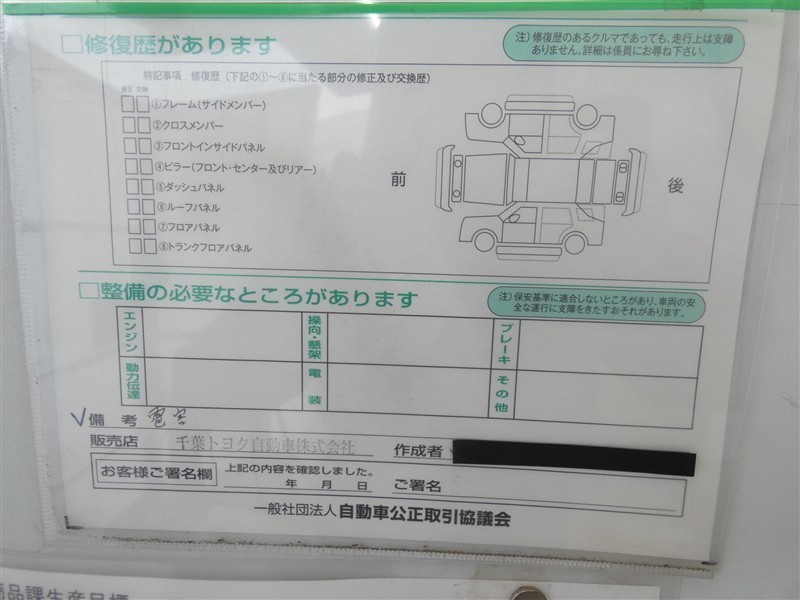 □修復歴があります
注）修復歴のあるクルマであっても、走行上は支障ありません。詳細は係員にお尋ね下さい。
特記事項 修復歴（下記の①〜⑧に当たる部分の修正及び交換歴）
修正 交換
①フレーム（サイドメンバー）
②クロスメンバー
③フロントインサイドパネル
④ピラー（フロント・センター及びリアー）
⑤ダッシュパネル
⑥ルーフパネル
⑦フロアパネル
⑧トランクフロアパネル
前
後
□整備の必要なところがあります
注）保安基準に適合しないところがあり、車両の安全な運行に支障をきたすおそれがあります。
エンジン
操向・懸架
ブレーキ
動力伝達
電装
その他
V備考
販売店 千葉トヨタ自動車株式会社 作成者
お客様ご署名欄
上記の内容を確認しました。
年 月 日 ご署名
一般社団法人 自動車公正取引協議会
商品課生産目標